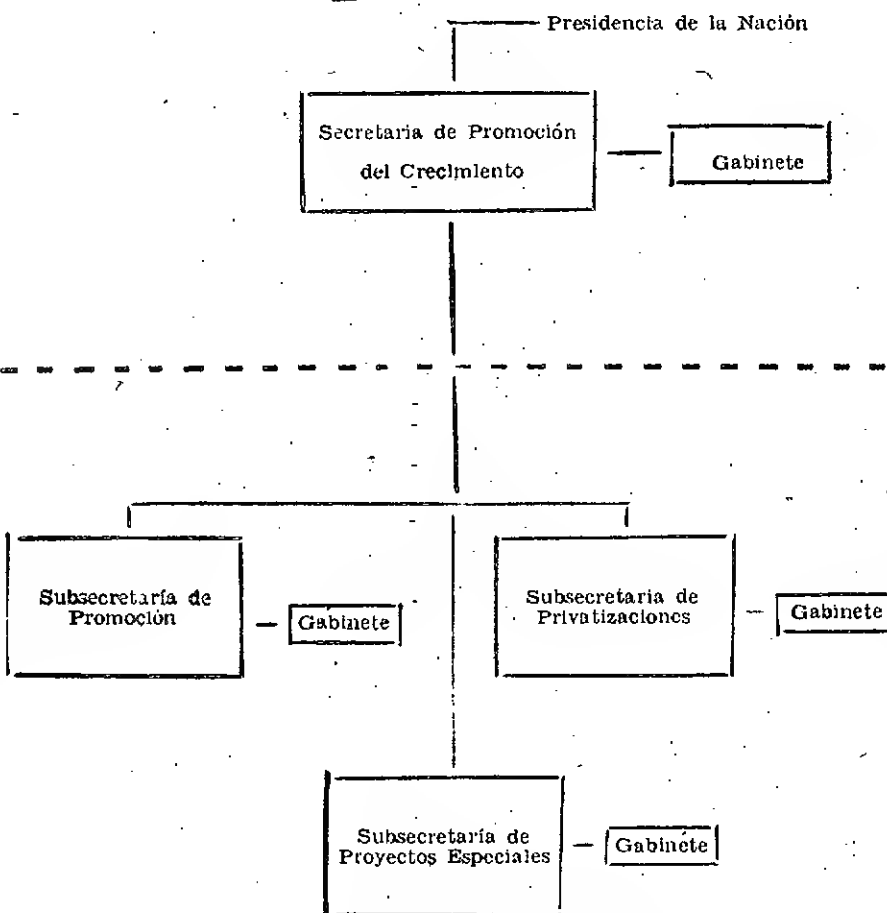 Presidencia de la Nación
Secretaria de Promoción
del Crecimiento
Gabinete
Subsecretaría de
Promoción
Gabinete
Subsecretaria de
Privatizaciones
Gabinete
Subsecretaría de
Proyectos Especiales
Gabinete